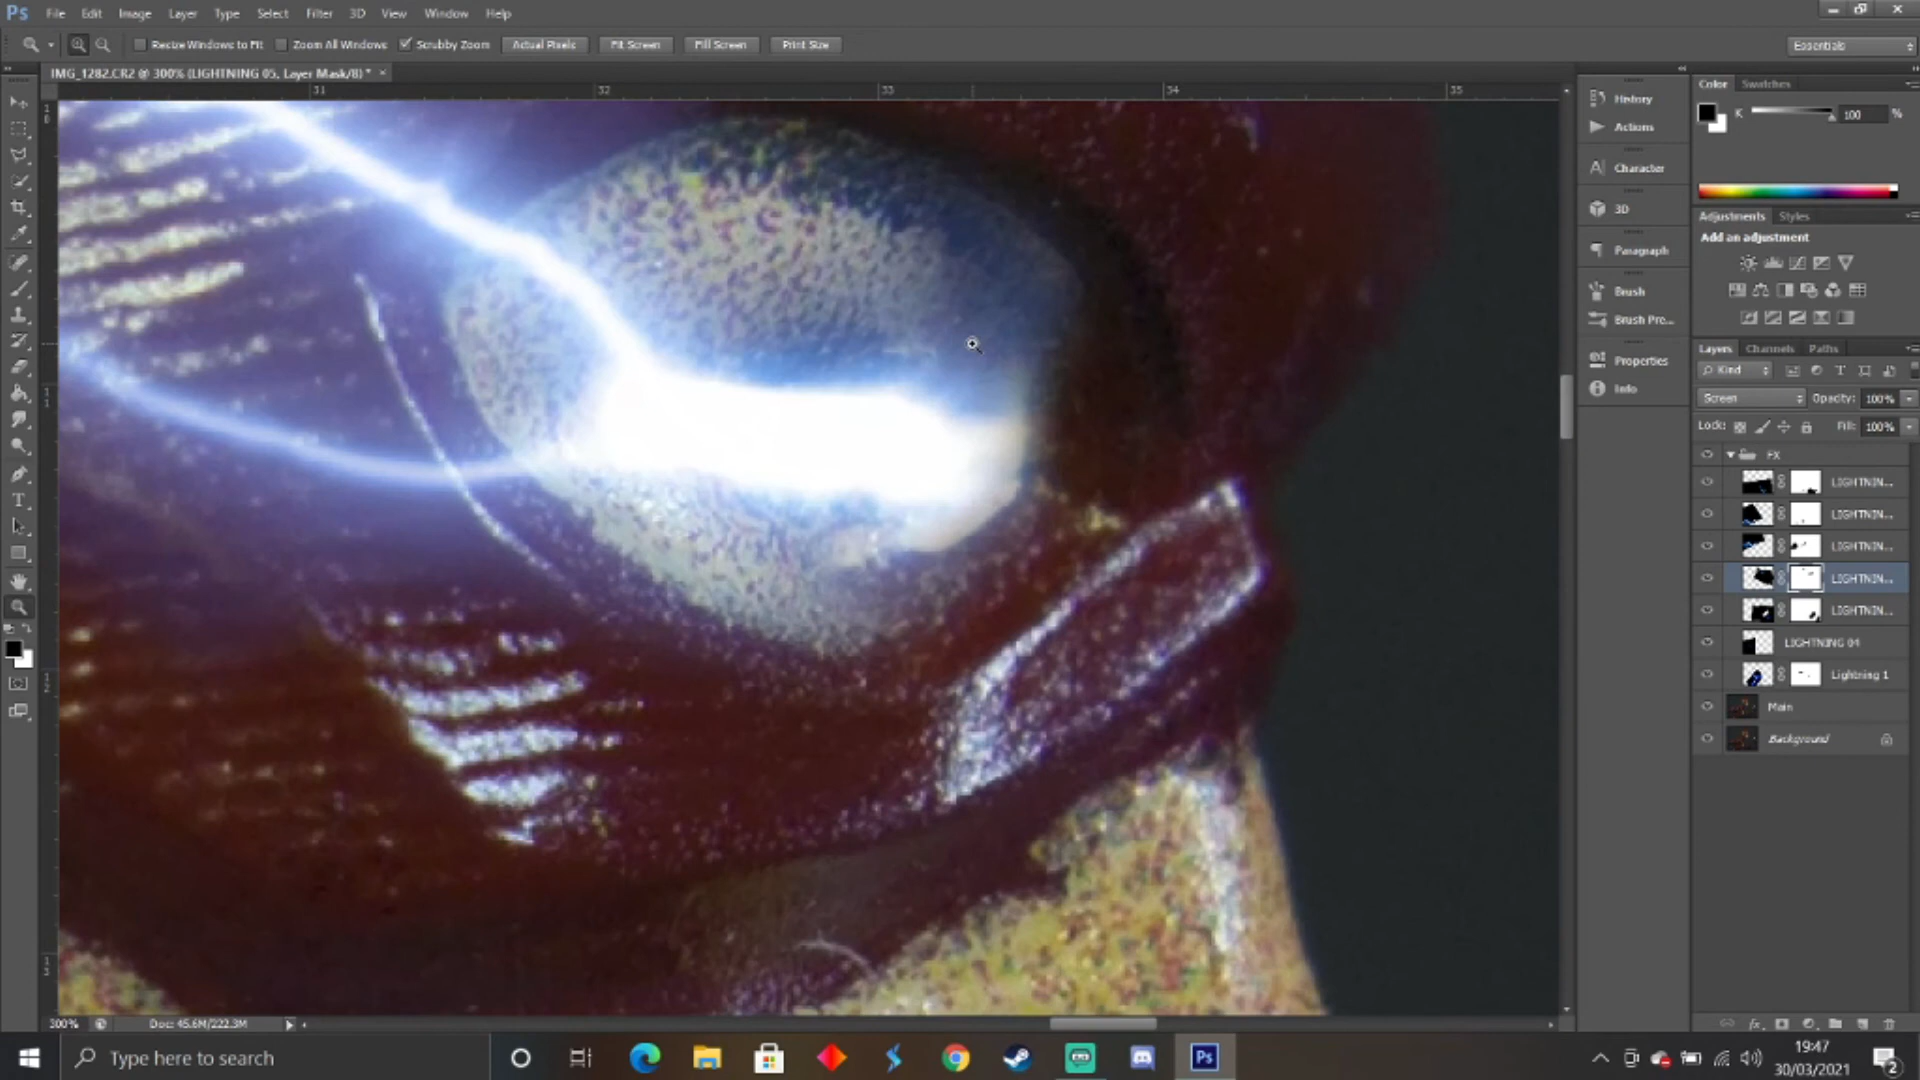 Ps File Edit Image Layer Type Select Filter 3D View Window Help
Resize Windows to Fit Zoom All Windows Scrubby Zoom Actual Pixels Fit Screen Fill Screen Print Size Essentials
IMG_1282.CR2 @ 300% (LIGHTNING 05, Layer Mask/8) * ×
31 32 33 34 35
History
Actions
Character
3D
Paragraph
Brush
Brush Pre...
Properties
Info
Color Swatches
K 100 %
Adjustments Styles
Add an adjustment
Layers Channels Paths
Kind
Screen Opacity: 100%
Lock: Fill: 100%
FX
LIGHTNIN...
LIGHTNIN...
LIGHTNIN...
LIGHTNIN...
LIGHTNIN...
LIGHTNING 04
Lightning 1
Main
Background
300% Doc: 45.6M/222.3M
Type here to search
Ps
19:47
30/03/2021
2